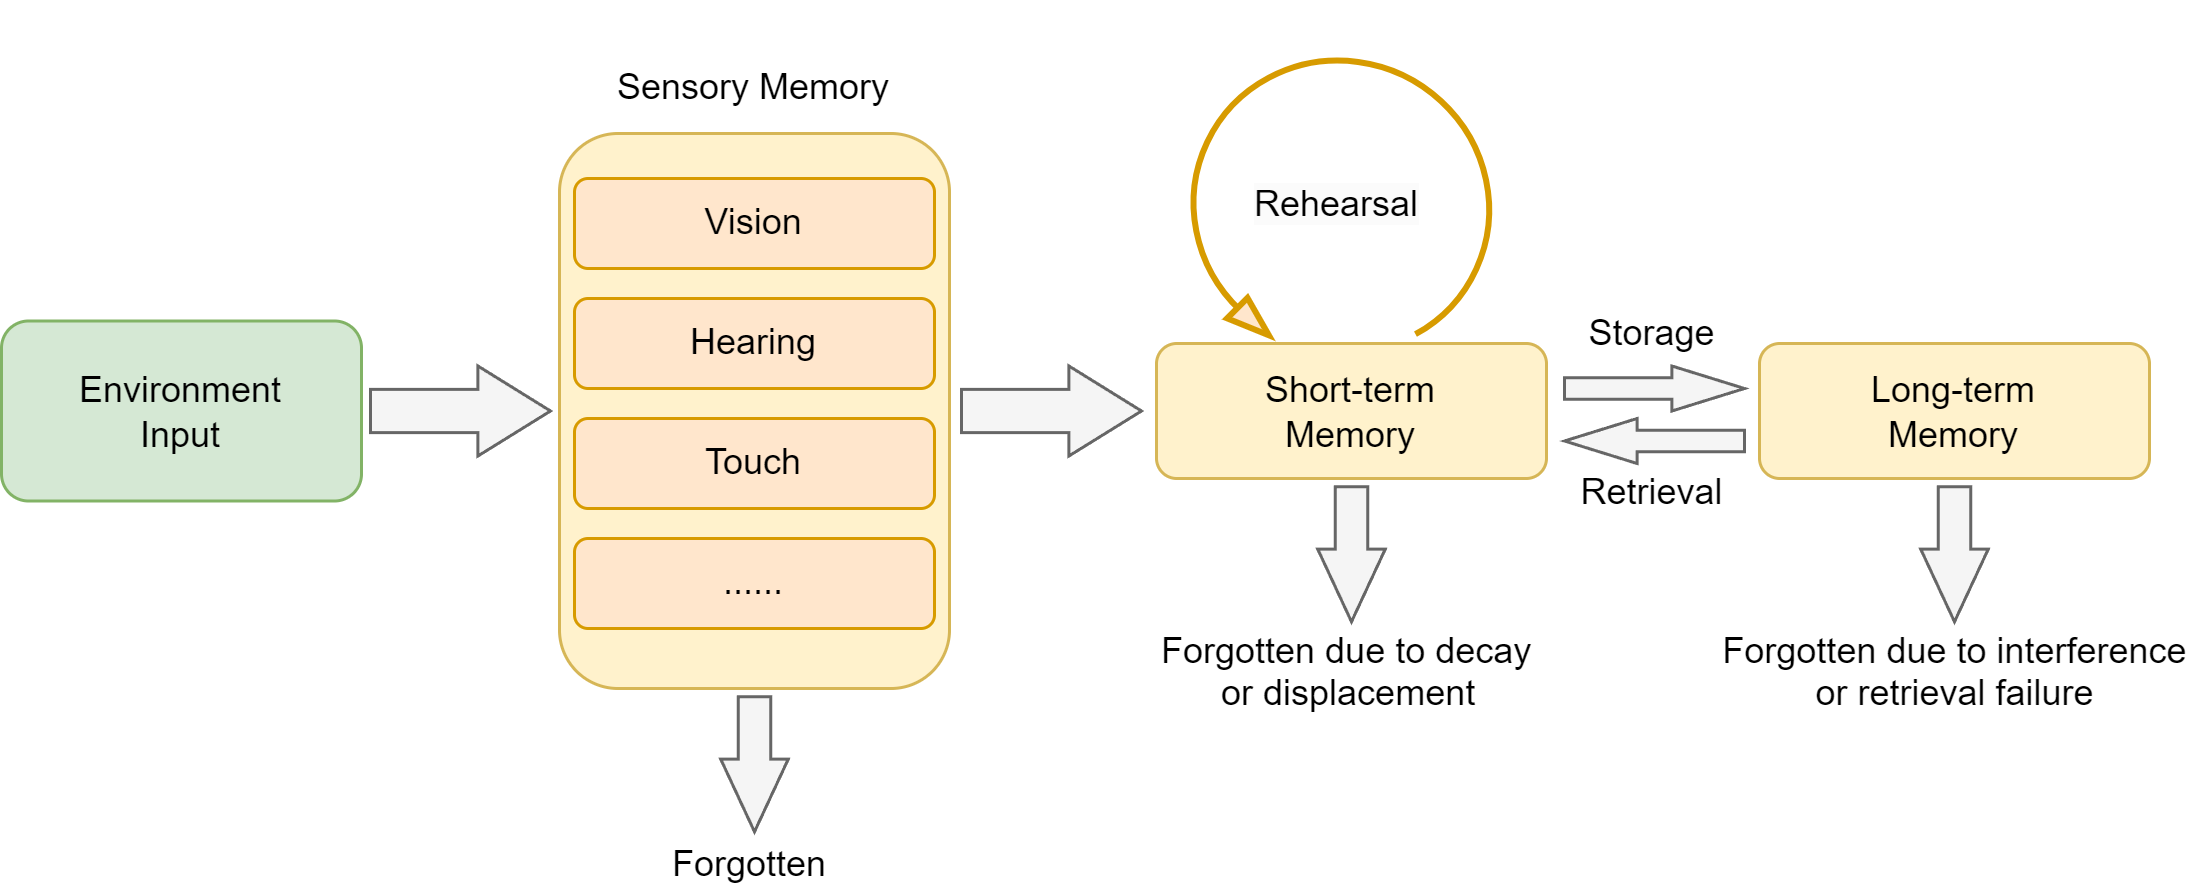 Sensory Memory
Environment
Input
Vision
Hearing
Touch
......
Forgotten
Rehearsal
Short-term
Memory
Forgotten due to decay
or displacement
Storage
Retrieval
Long-term
Memory
Forgotten due to interference
or retrieval failure